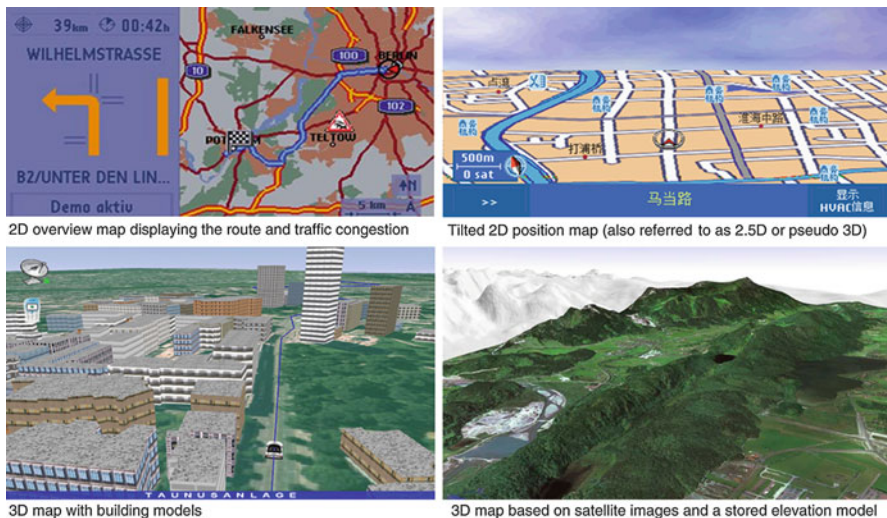 39km 00:42h
WILHELMSTRASSE
B2/UNTER DEN LIN...
Demo aktiv
FALKENSEE
BERLIN
100
10
102
POT M
TELTOW
N
5 km
2D overview map displaying the route and traffic congestion
点淮
淮海中路
打浦桥
500m
0 sat
>>
马当路
显示
HVAC信息
Tilted 2D position map (also referred to as 2.5D or pseudo 3D)
TAUNUSANLAGE
3D map with building models
3D map based on satellite images and a stored elevation model